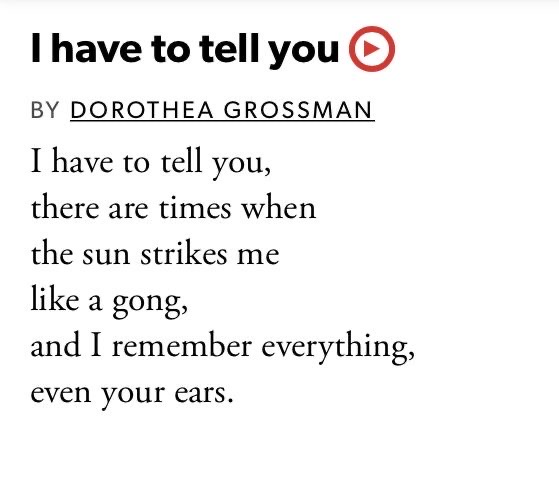 I have to tell you
BY DOROTHEA GROSSMAN
I have to tell you,
there are times when
the sun strikes me
like a gong,
and I remember everything,
even your ears.